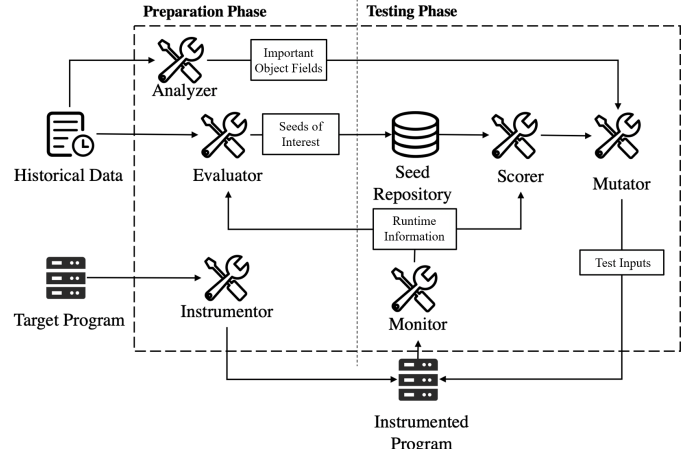 Preparation Phase
Testing Phase
Important
Object Fields
Analyzer
Seeds of
Interest
Historical Data
Evaluator
Seed
Repository
Scorer
Mutator
Runtime
Information
Test Inputs
Target Program
Instrumentor
Monitor
Instrumented
Program